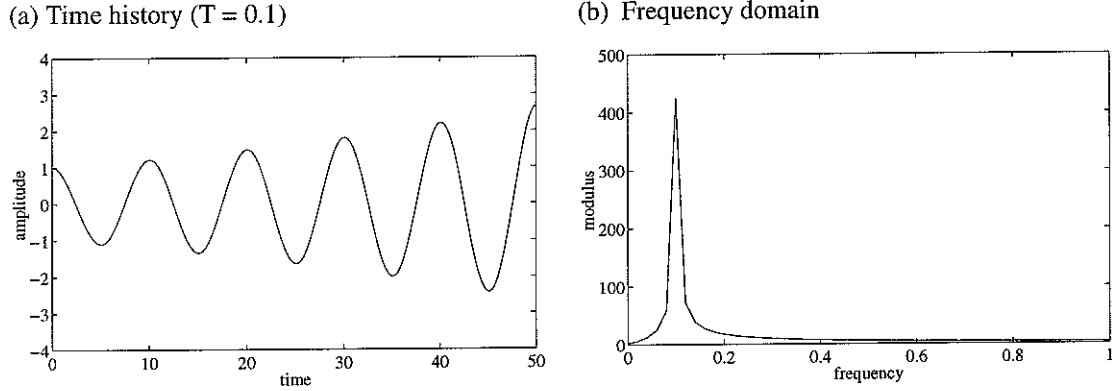 (a) Time history (T = 0.1)
4
3
2
1
0
−1
−2
−3
−4
amplitude
0 10 20 30 40 50
time
(b) Frequency domain
500
400
300
200
100
0
modulus
0 0.2 0.4 0.6 0.8 1
frequency